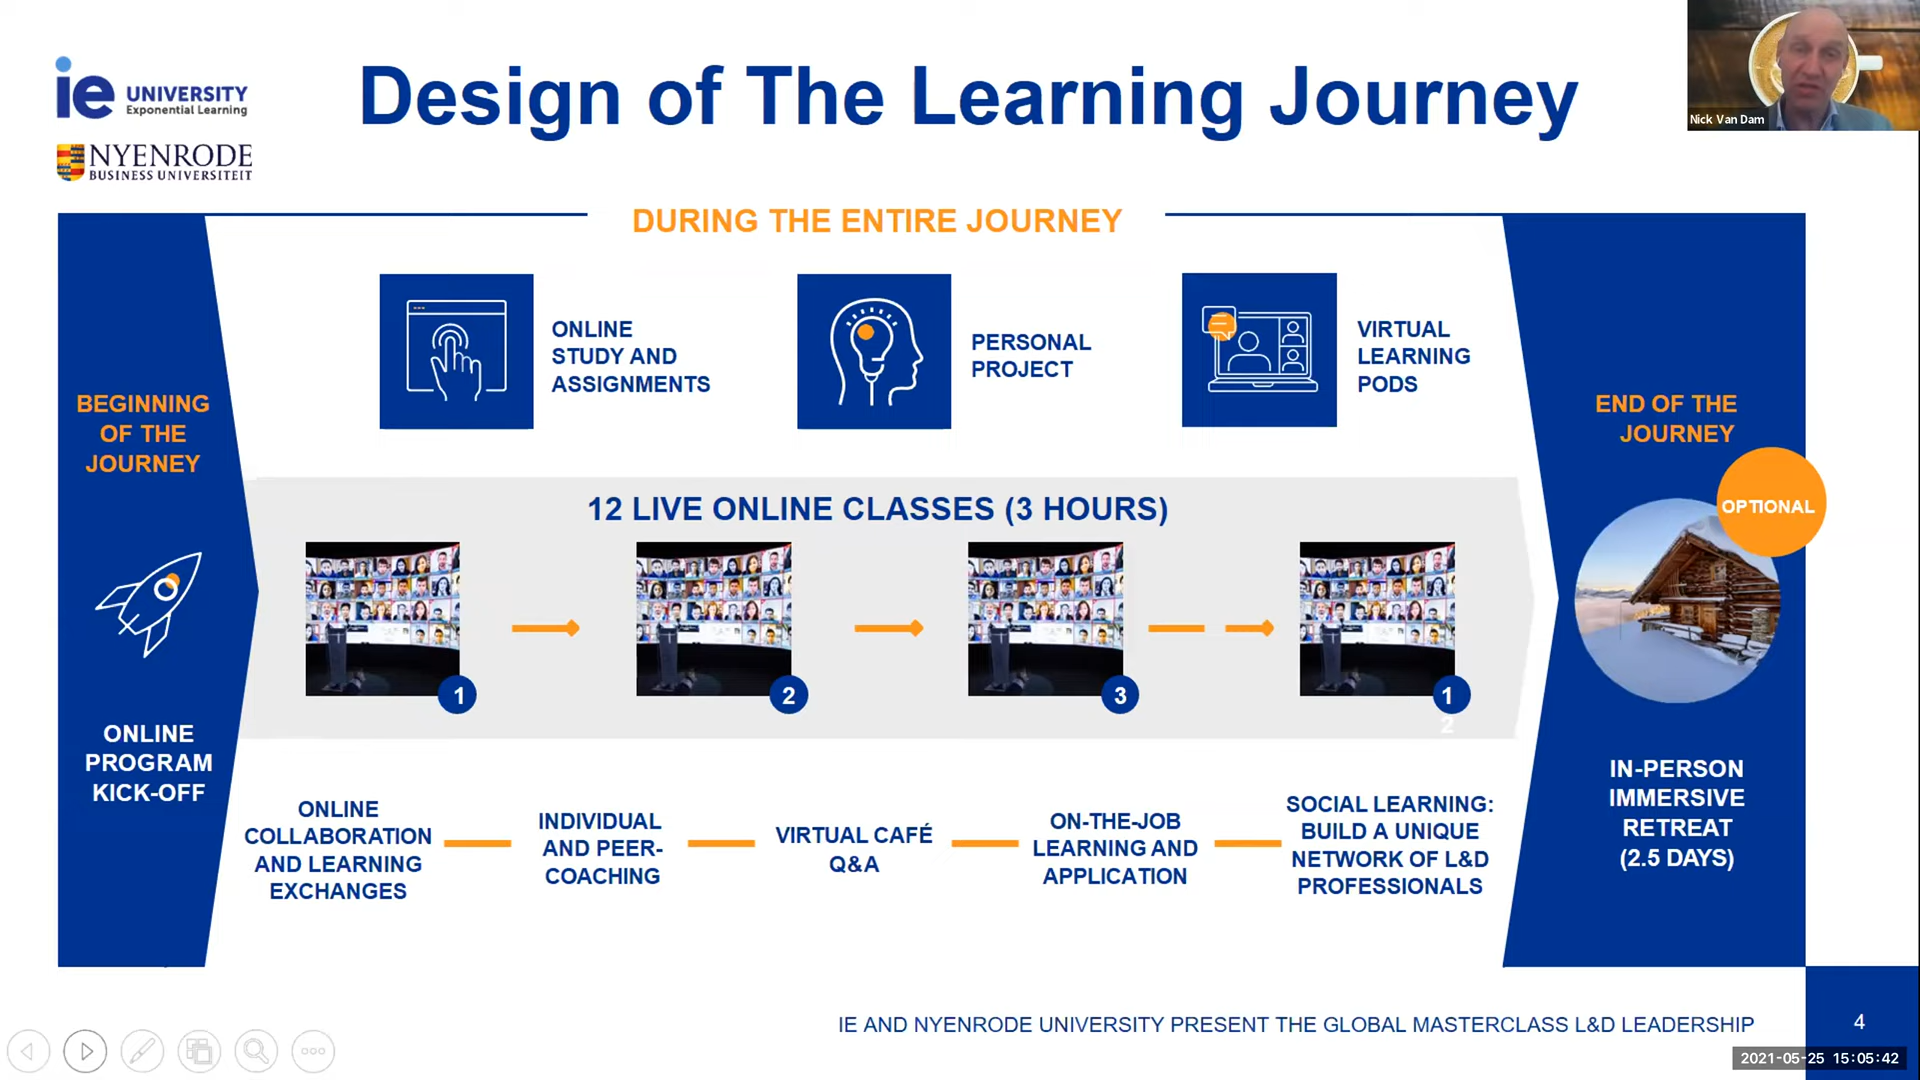 Design of The Learning Journey
ie UNIVERSITY
Exponential Learning
NYENRODE
BUSINESS UNIVERSITEIT
Nick Van Dam
DURING THE ENTIRE JOURNEY
ONLINE
STUDY AND
ASSIGNMENTS
PERSONAL
PROJECT
VIRTUAL
LEARNING
PODS
BEGINNING
OF THE
JOURNEY
ONLINE
PROGRAM
KICK-OFF
12 LIVE ONLINE CLASSES (3 HOURS)
1
2
3
1
2
ONLINE
COLLABORATION
AND LEARNING
EXCHANGES
INDIVIDUAL
AND PEER-
COACHING
VIRTUAL CAFÉ
Q&A
ON-THE-JOB
LEARNING AND
APPLICATION
SOCIAL LEARNING:
BUILD A UNIQUE
NETWORK OF L&D
PROFESSIONALS
END OF THE
JOURNEY
OPTIONAL
IN-PERSON
IMMERSIVE
RETREAT
(2.5 DAYS)
IE AND NYENRODE UNIVERSITY PRESENT THE GLOBAL MASTERCLASS L&D LEADERSHIP
4
2021-05-25 15:05:42